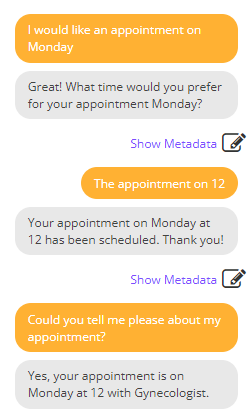 I would like an appointment on
Monday
Great! What time would you prefer
for your appointment Monday?
Show Metadata
The appointment on 12
Your appointment on Monday at
12 has been scheduled. Thank you!
Show Metadata
Could you tell me please about my
appointment?
Yes, your appointment is on
Monday at 12 with Gynecologist.